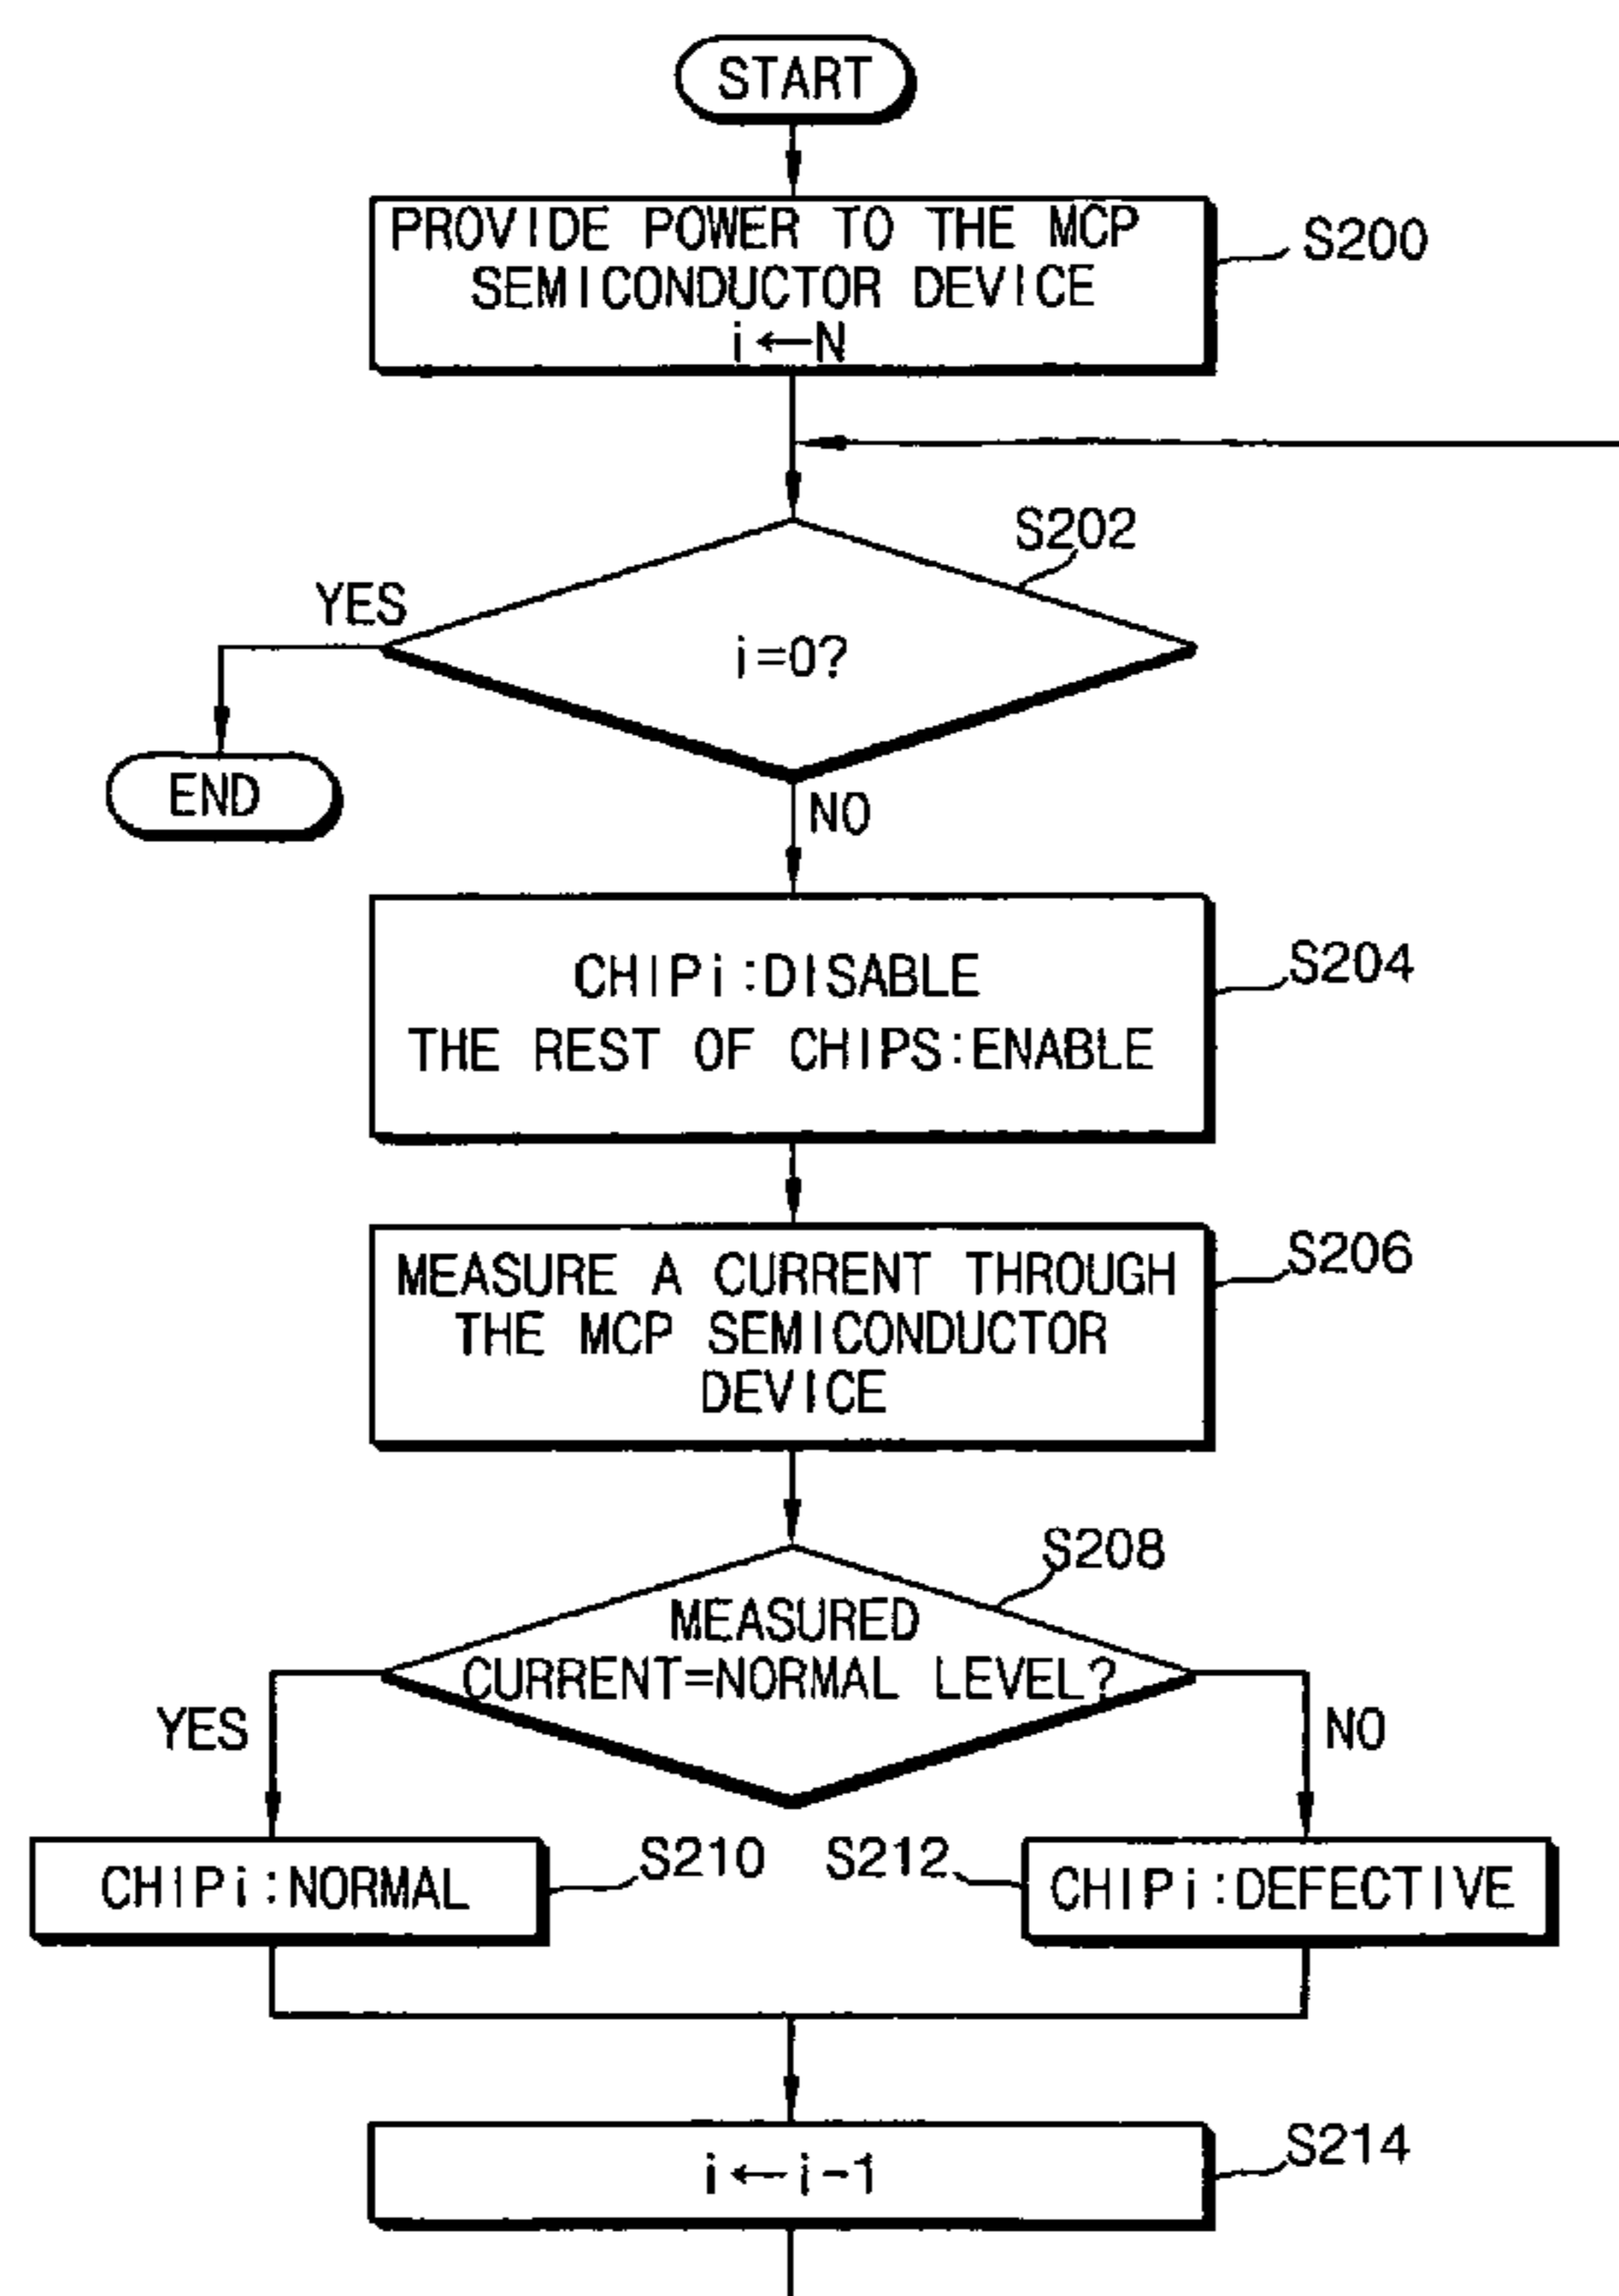 START
PROVIDE POWER TO THE MCP
SEMICONDUCTOR DEVICE
i←N
S200
S202
YES
i=0?
END
NO
CHIPi:DISABLE
THE REST OF CHIPS:ENABLE
S204
MEASURE A CURRENT THROUGH
THE MCP SEMICONDUCTOR
DEVICE
S206
S208
MEASURED
CURRENT=NORMAL LEVEL?
YES
NO
CHIPi:NORMAL
S210
S212
CHIPi:DEFECTIVE
i←i-1
S214